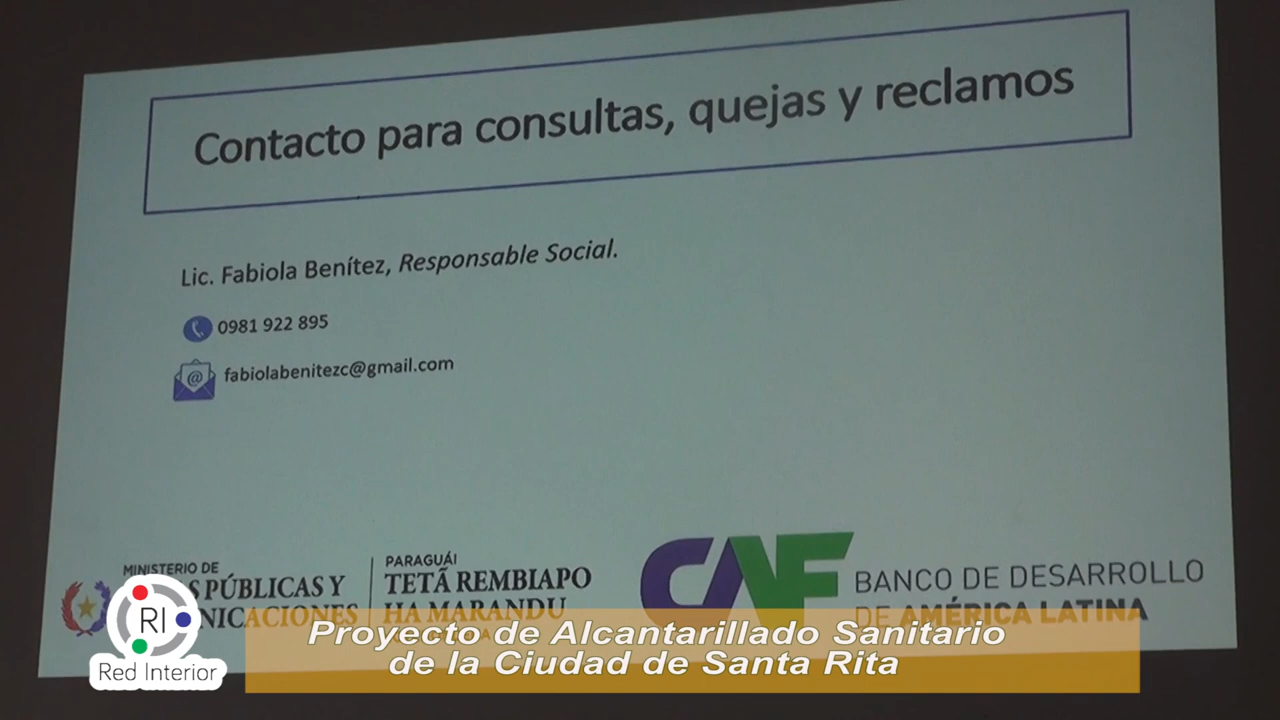 Contacto para consultas, quejas y reclamos
Lic. Fabiola Benítez, Responsable Social.
0981 922 895
@
fabiolabenitezc@gmail.com
MINISTERIO DE
PÚBLICAS Y
PARAGUÁI
TETÃ REMBIAPO
HA MARANDU
CAF
BANCO DE DESARROLLO
DE AMÉRICA LATINA
RI
Red Interior
Proyecto de Alcantarillado Sanitario
de la Ciudad de Santa Rita